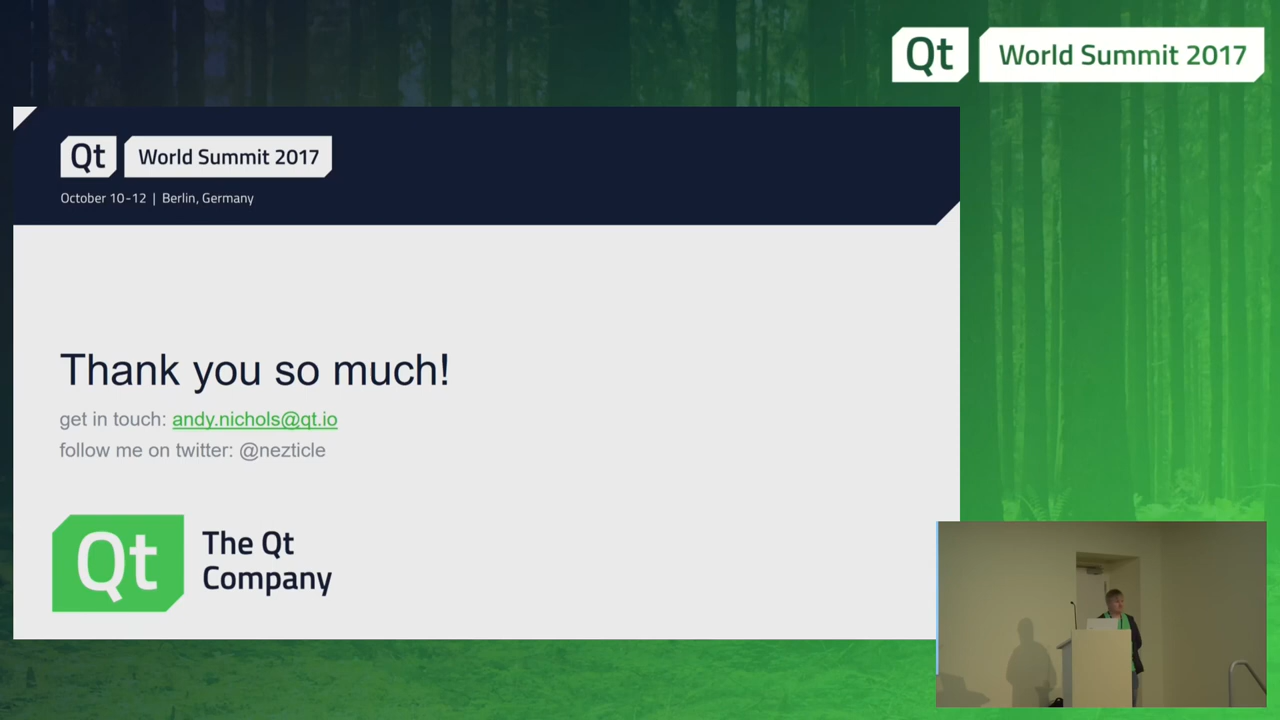 Qt World Summit 2017
Qt World Summit 2017
October 10-12 | Berlin, Germany
Thank you so much!
get in touch: andy.nichols@qt.io
follow me on twitter: @nezticle
Qt The Qt
Company